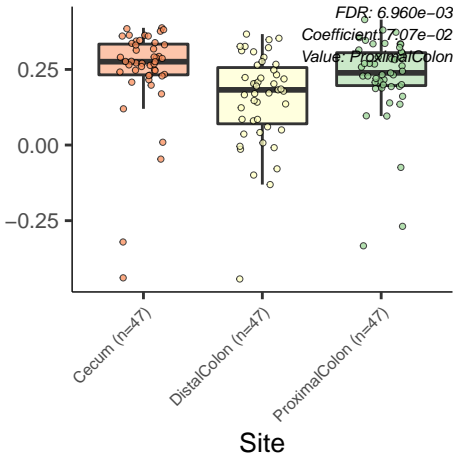 FDR: 6.960e−03
Coefficient: 7.07e−02
Value: ProximalColon
0.25
0.00
−0.25
Cecum (n=47)
DistalColon (n=47)
ProximalColon (n=47)
Site